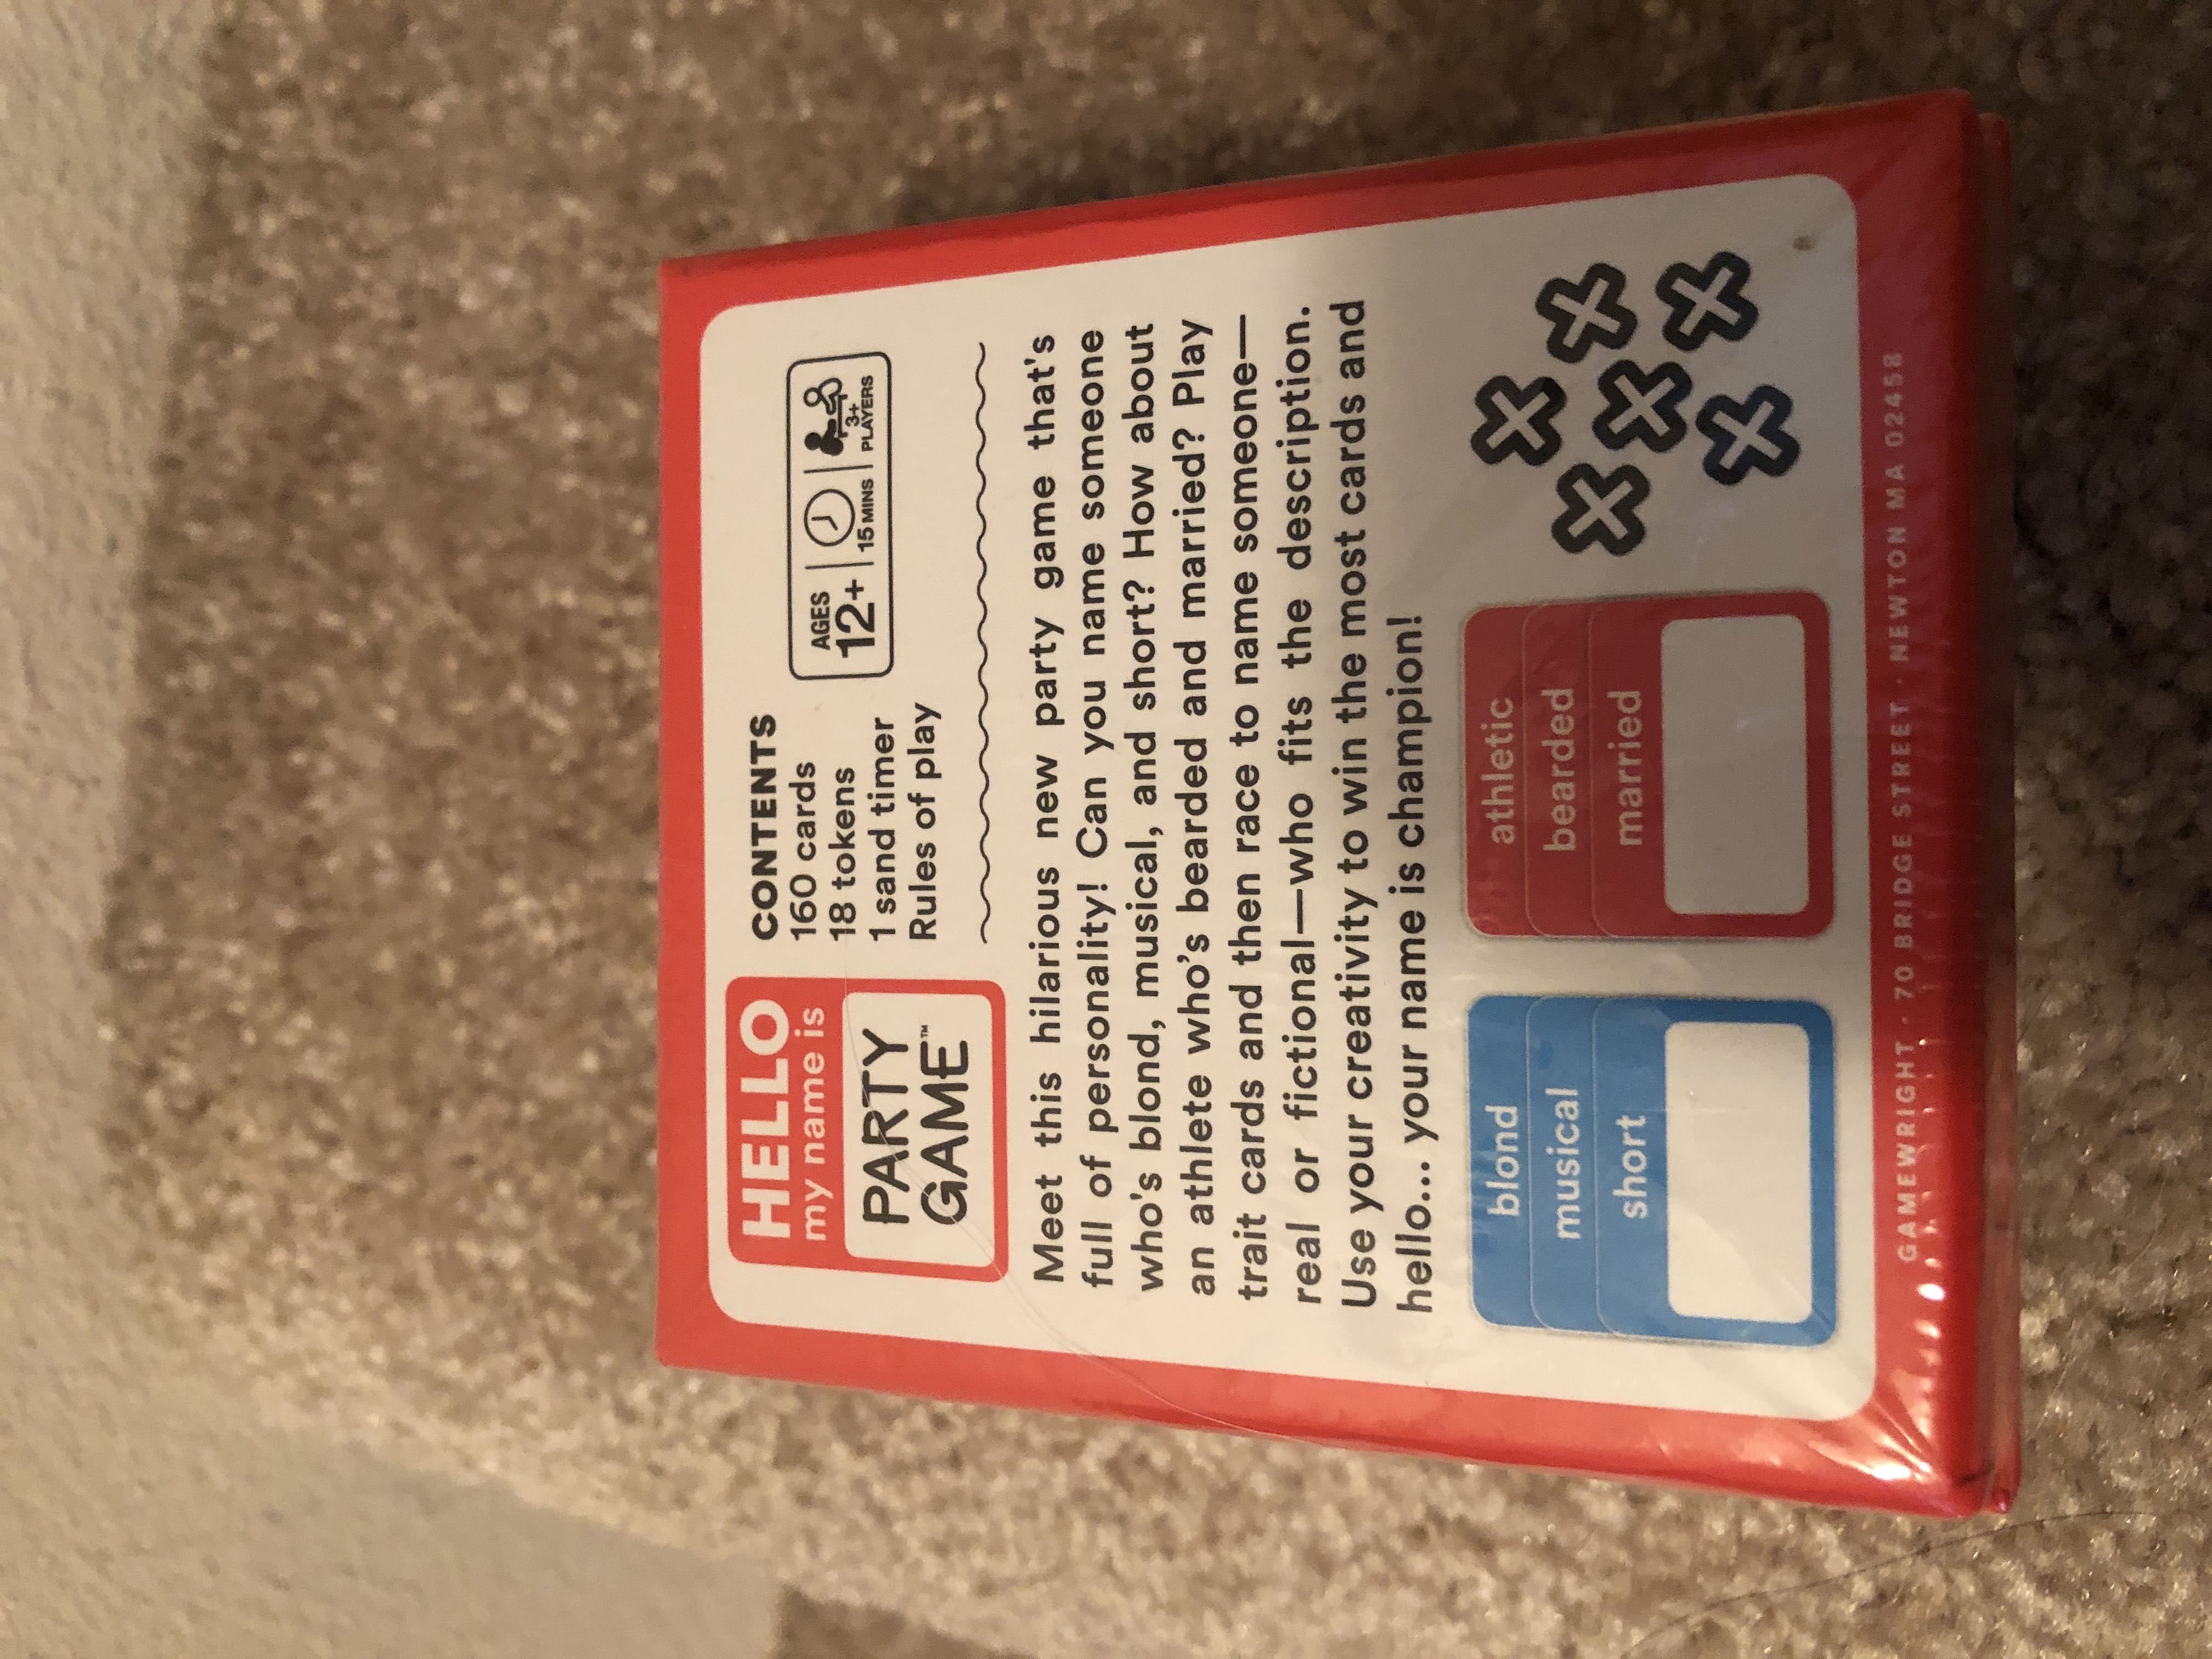 HELLO
my name is
PARTY
GAME™
CONTENTS
160 cards
18 tokens
1 sand timer
Rules of play
AGES
12+
15 MINS
3+
PLAYERS
Meet this hilarious new party game that's
full of personality! Can you name someone
who's blond, musical, and short? How about
an athlete who's bearded and married? Play
trait cards and then race to name someone—
real or fictional—who fits the description.
Use your creativity to win the most cards and
hello... your name is champion!
blond
musical
short
athletic
bearded
married
GAMEWRIGHT · 70 BRIDGE STREET · NEWTON MA 02458